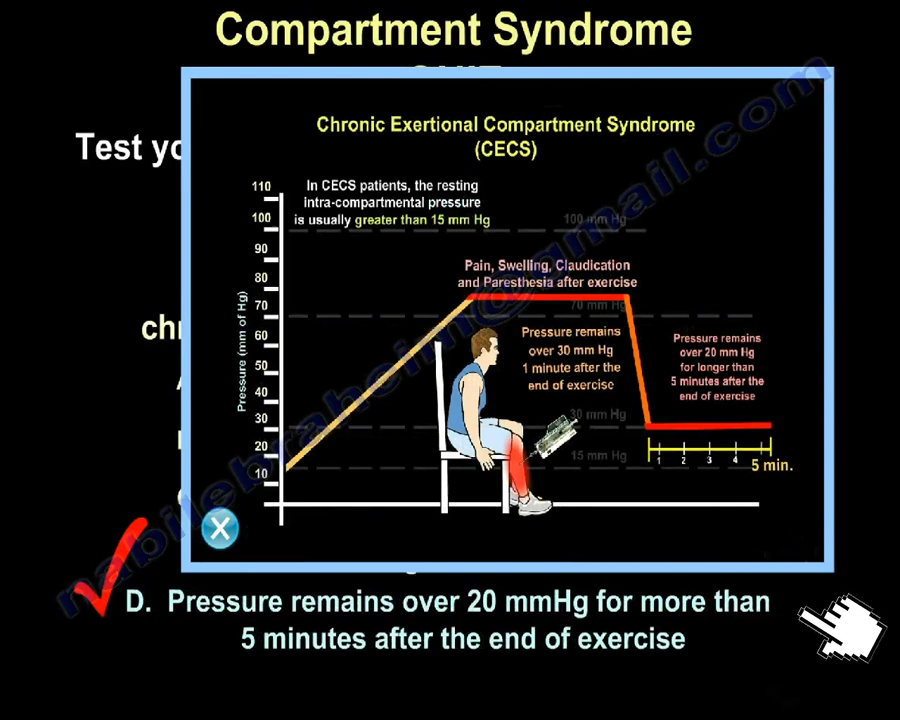 Compartment Syndrome
Test yo
Chronic Exertional Compartment Syndrome
(CECS)
In CECS patients, the resting
intra-compartmental pressure
is usually greater than 15 mm Hg
110
100
90
80
70
60
50
40
30
20
10
Pressure (mm of Hg)
100 mm Hg
Pain, Swelling, Claudication
and Paresthesia after exercise
70 mm Hg
Pressure remains
over 30 mm Hg
1 minute after the
end of exercise
Pressure remains
over 20 mm Hg
for longer than
5 minutes after the
end of exercise
30 mm Hg
15 mm Hg
1 2 3 4
5 min.
chr
X
D. Pressure remains over 20 mmHg for more than
5 minutes after the end of exercise
nabilebraheim@gmail.com